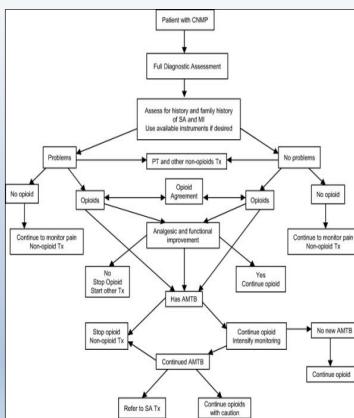 Patient with CNMP
Full Diagnostic Assessment
Assess for history and family history
of SA and MI
Use available instruments if desired
Problems
PT and other non-opioids Tx
No problems
No opioid
Opioids
Opioid
Agreement
Opioids
No opioid
Continue to monitor pain
Non-opioid Tx
Analgesic and functional
improvement
Continue to monitor pain
Non-opioid Tx
No
Stop Opioid
Start other Tx
Yes
Continue opioid
Has AMTB
Stop opioid
Non-opioid Tx
Continue opioid
Intensify monitoring
No new AMTB
Continued AMTB
Continue opioid
Refer to SA Tx
Continue opioids
with caution